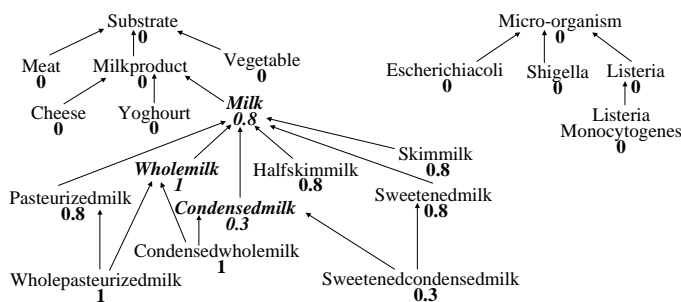 Substrate
0
Micro-organism
0
Meat
0
Milkproduct
0
Vegetable
0
Escherichiacoli
0
Shigella
0
Listeria
0
Cheese
0
Yoghourt
0
Milk
0.8
Listeria
Monocytogenes
0
Skimmilk
0.8
Wholemilk
1
Halfskimmilk
0.8
Pasteurizedmilk
0.8
Sweetenedmilk
0.8
Condensedmilk
0.3
Condensedwholemilk
1
Wholepasteurizedmilk
1
Sweetenedcondensedmilk
0.3